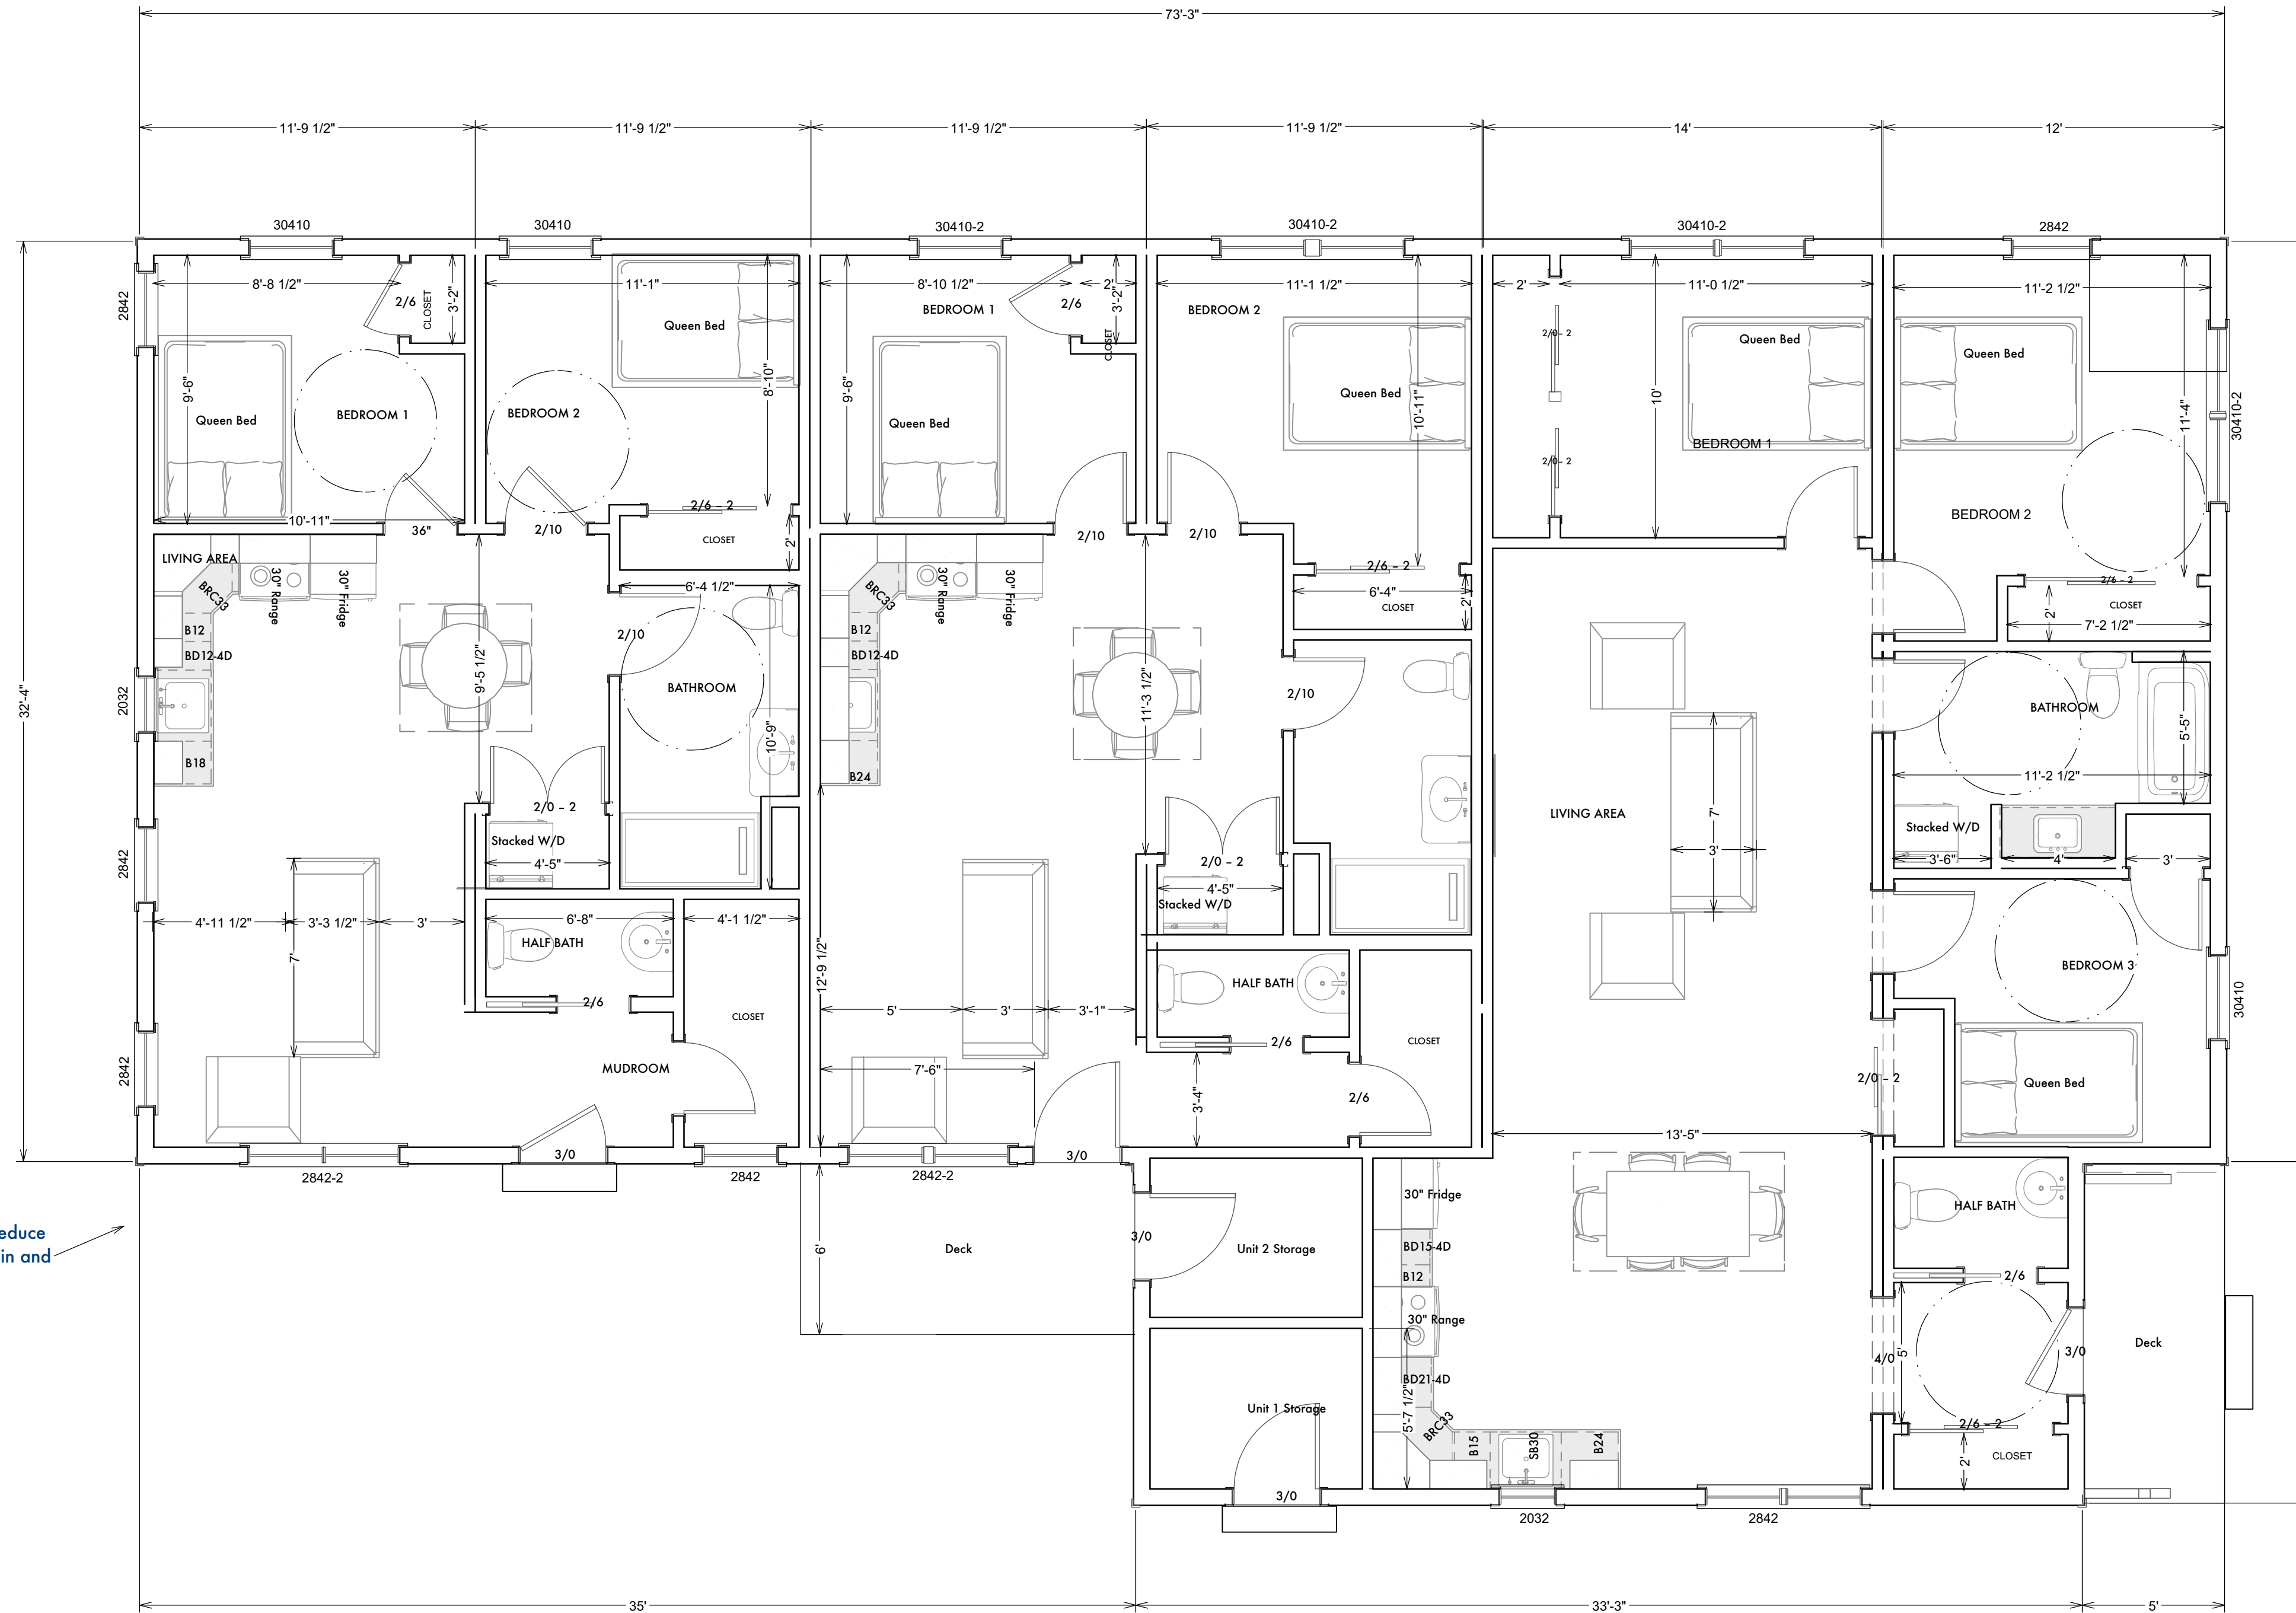 73'-3"
11'-9 1/2"
11'-9 1/2"
11'-9 1/2"
11'-9 1/2"
14'
12'
30410
30410
30410-2
30410-2
30410-2
2842
8'-8 1/2"
2/6
CLOSET
3'-2"
11'-1"
8'-10 1/2"
BEDROOM 1
2/6
2'
3'-2"
CLOSET
11'-1 1/2"
BEDROOM 2
2'
11'-0 1/2"
11'-2 1/2"
2842
Queen Bed
2/0- 2
Queen Bed
Queen Bed
9'-6"
8'-10"
9'-6"
Queen Bed
10'-11"
10'
11'-4"
30410-2
Queen Bed
BEDROOM 1
BEDROOM 2
Queen Bed
BEDROOM 1
2/0- 2
32'-4"
10'-11"
36"
2/10
2/6 - 2
CLOSET
2'
2/10
2/10
BEDROOM 2
LIVING AREA
BRC33
30" Range
30" Fridge
6'-4 1/2"
BRC33
30" Range
30" Fridge
2/6 - 2
6'-4"
CLOSET
2'
2/6 - 2
CLOSET
2'
7'-2 1/2"
B12
BD12-4D
9'-5 1/2"
2/10
BATHROOM
B12
BD12-4D
11'-3 1/2"
2/10
BATHROOM
5'-5"
2032
B18
10'-9"
B24
11'-2 1/2"
2842
2/0 - 2
Stacked W/D
4'-5"
LIVING AREA
7'
3'
Stacked W/D
3'-6"
4'
3'
2/0 - 2
4'-5"
Stacked W/D
4'-11 1/2"
3'-3 1/2"
3'
7'
6'-8"
HALF BATH
4'-1 1/2"
12'-9 1/2"
HALF BATH
BEDROOM 3
30410
2/6
CLOSET
5'
3'
3'-1"
2/6
CLOSET
2842
MUDROOM
7'-6"
3'-4"
2/6
2/0 - 2
Queen Bed
13'-5"
3/0
3/0
2842-2
2842
2842-2
30" Fridge
HALF BATH
educe
in and
6'
Deck
3/0
Unit 2 Storage
BD15-4D
B12
2/6
30" Range
4/0
5'
3/0
Deck
BD21-4D
Unit 1 Storage
5'-7 1/2"
BRC33
B15
SB30
B24
2/6 - 2
CLOSET
2'
3/0
2032
2842
35'
33'-3"
5'